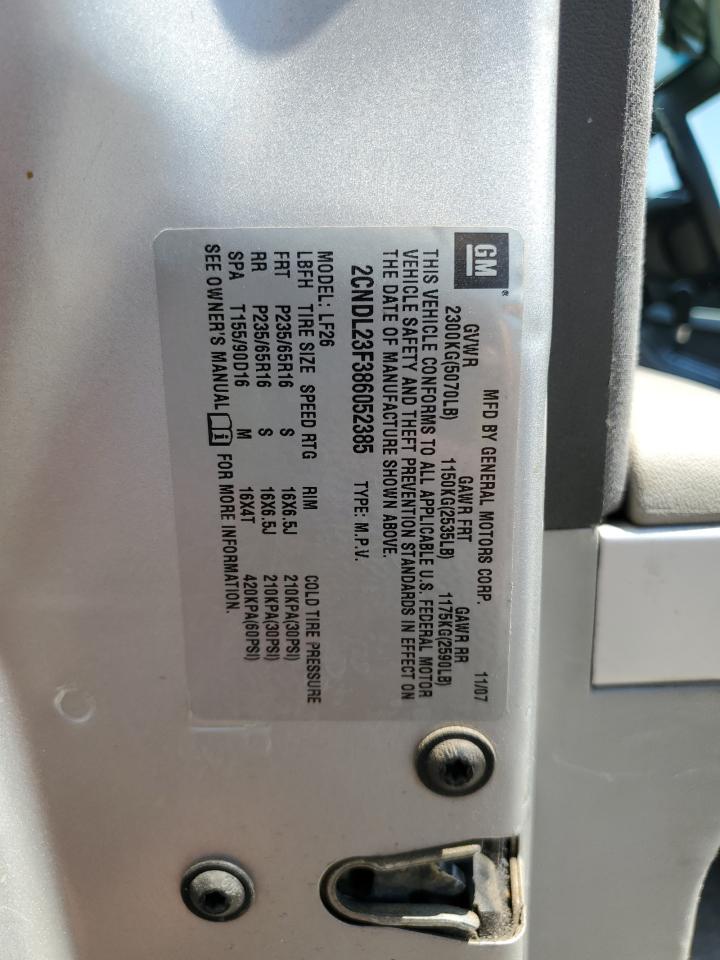 GM ®
MFD BY GENERAL MOTORS CORP. 11/07
GVWR GAWR FRT GAWR RR
2300KG(5070LB) 1150KG(2535LB) 1175KG(2590LB)
THIS VEHICLE CONFORMS TO ALL APPLICABLE U.S. FEDERAL MOTOR
VEHICLE SAFETY AND THEFT PREVENTION STANDARDS IN EFFECT ON
THE DATE OF MANUFACTURE SHOWN ABOVE.
2CNDL23F386052385 TYPE: M.P.V.
MODEL: LF26
LBFH TIRE SIZE SPEED RTG RIM COLD TIRE PRESSURE
FRT P235/65R16 S 16X6.5J 210KPA(30PSI)
RR P235/65R16 S 16X6.5J 210KPA(30PSI)
SPA T155/90D16 M 16X4T 420KPA(60PSI)
SEE OWNER'S MANUAL i FOR MORE INFORMATION.